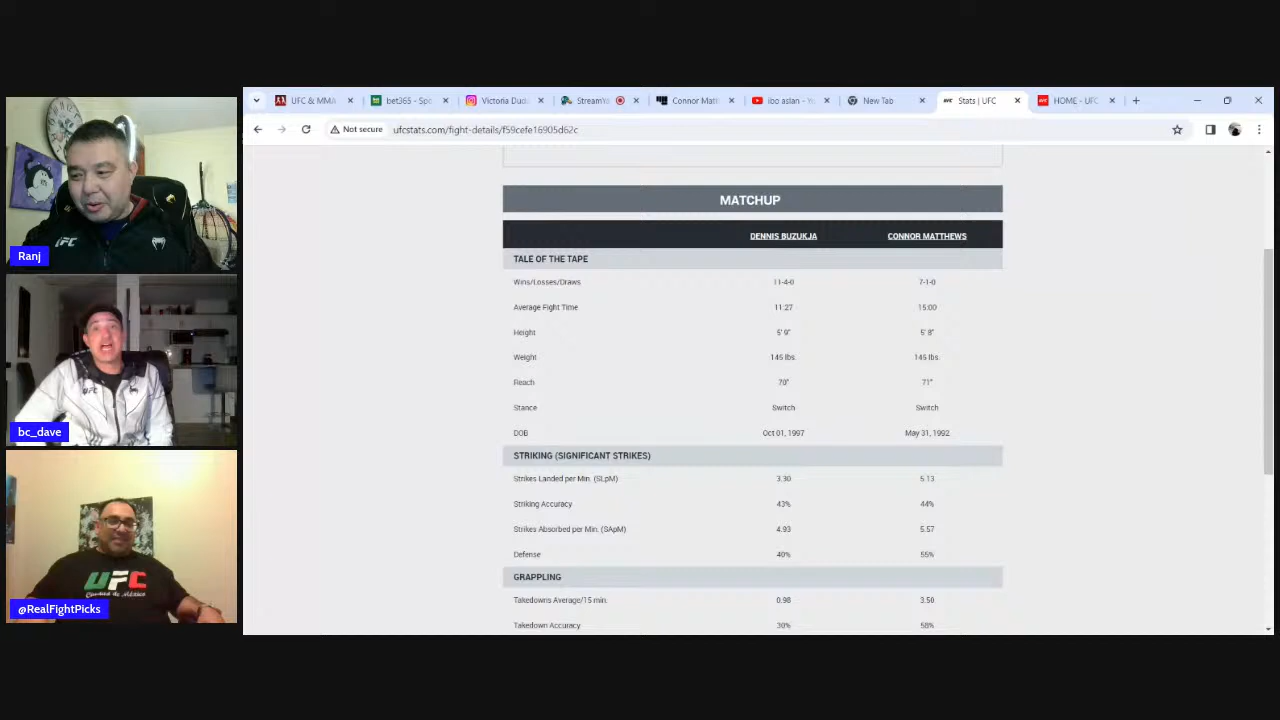 UFC & MMA
bet365 - Spo
Victoria Dud
StreamYa
Connor Matt
ibo aslan - Yo
New Tab
Stats | UFC
HOME - UFC
Not secure
ufcstats.com/fight-details/f59cefe16905d62c
MATCHUP
DENNIS BUZUKJA CONNOR MATTHEWS
TALE OF THE TAPE
Wins/Losses/Draws 11-4-0 7-1-0
Average Fight Time 11:27 15:00
Height 5' 9" 5' 8"
Weight 145 lbs. 145 lbs.
Reach 70" 71"
Stance Switch Switch
DOB Oct 01, 1997 May 31, 1992
STRIKING (SIGNIFICANT STRIKES)
Strikes Landed per Min. (SLpM) 3.30 5.13
Striking Accuracy 43% 44%
Strikes Absorbed per Min. (SApM) 4.93 5.57
Defense 40% 55%
GRAPPLING
Takedowns Average/15 min. 0.98 3.50
Takedown Accuracy 30% 58%
UFC
Ranj
UFC
bc_dave
UFC
@RealFightPicks